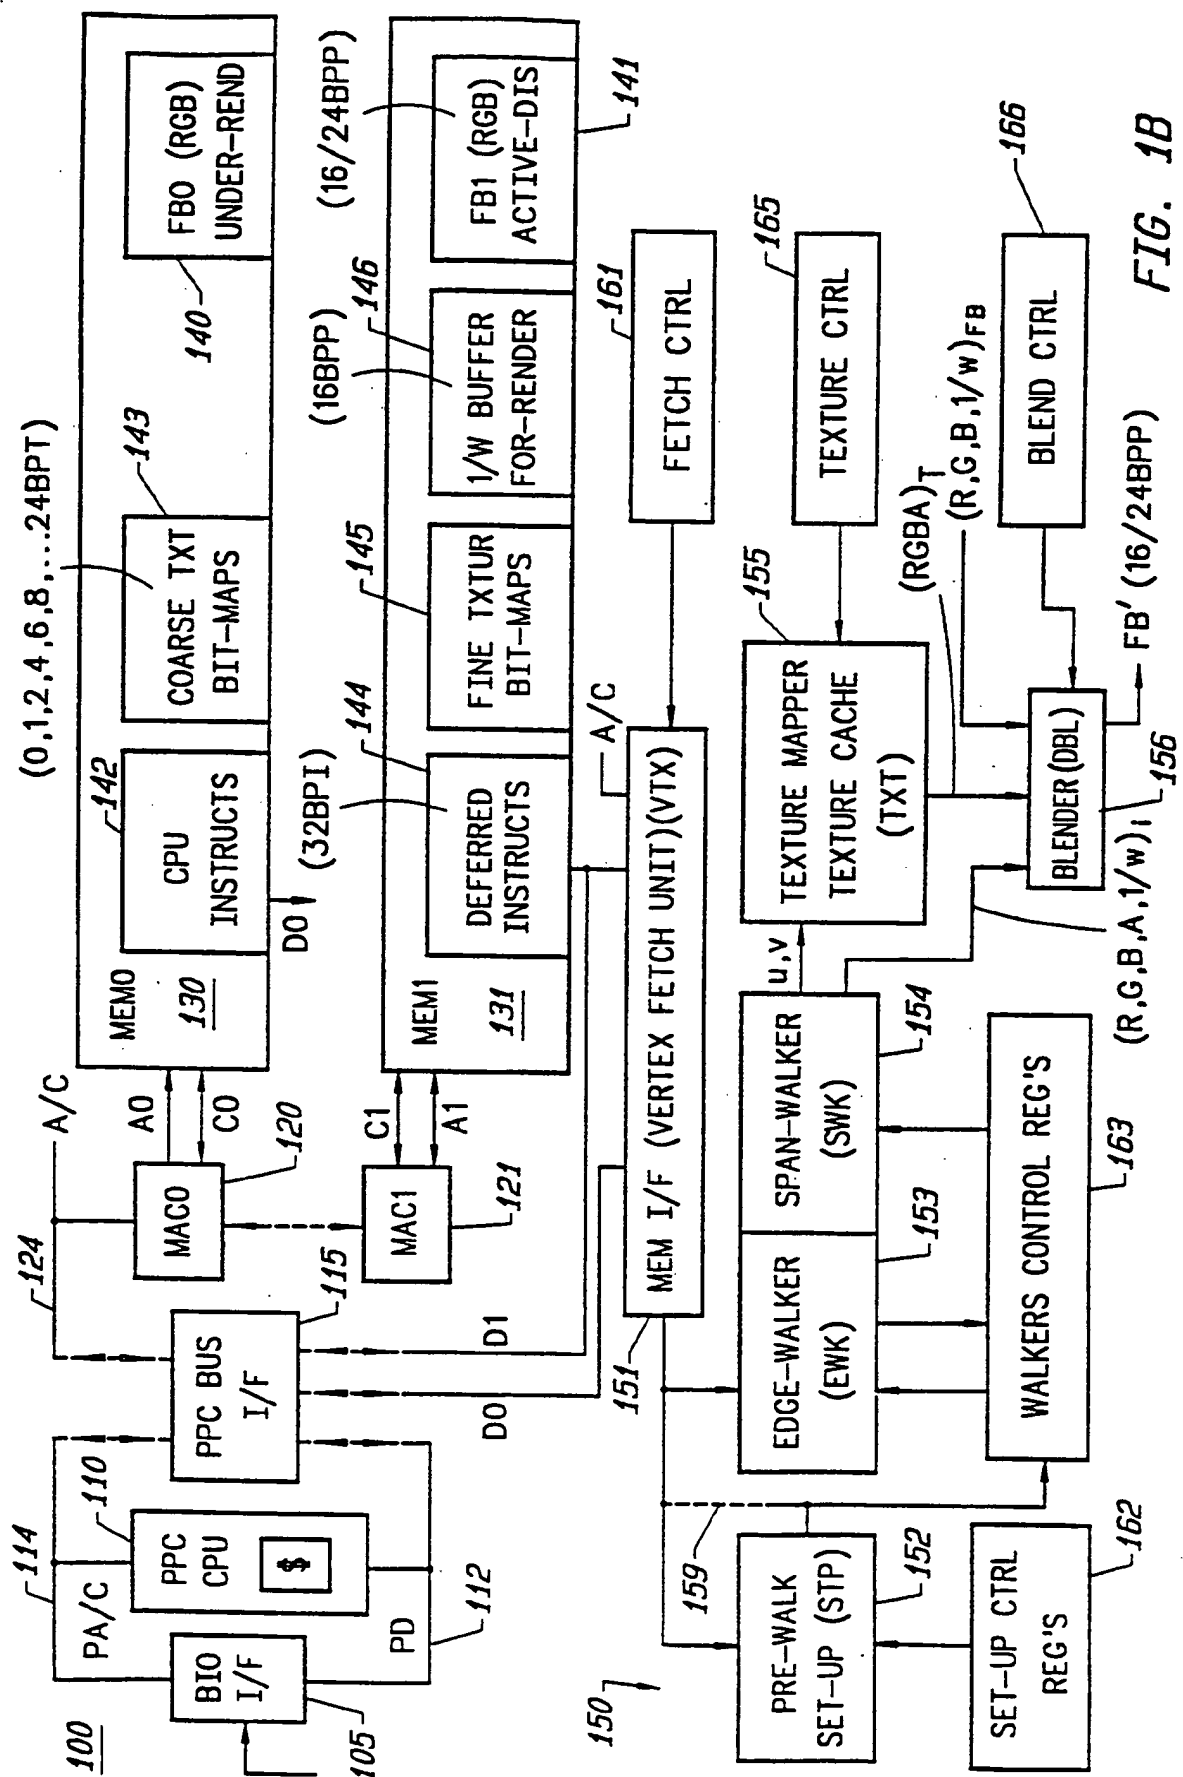 100
114
PA/C
110
PPC
CPU
$
BIO
I/F
105
PD
112
124
A/C
PPC BUS
I/F
115
MAC0
120
A0
C0
MAC1
121
C1
A1
D0
D1
(0,1,2,4,6,8,...24BPT)
MEM0
130
142
CPU
INSTRUCTS
D0
143
COARSE TXT
BIT-MAPS
140
FB0 (RGB)
UNDER-REND
MEM1
131
(32BPI)
144
DEFERRED
INSTRUCTS
145
FINE TXTUR
BIT-MAPS
(16BPP)
146
1/W BUFFER
FOR-RENDER
(16/24BPP)
FB1 (RGB)
ACTIVE-DIS
141
150
151
MEM I/F (VERTEX FETCH UNIT)(VTX)
A/C
161
FETCH CTRL
159
PRE-WALK
SET-UP (STP)
152
SET-UP CTRL
REG'S
162
EDGE-WALKER
(EWK)
153
SPAN-WALKER
(SWK)
154
WALKERS CONTROL REG'S
163
u,v
155
TEXTURE MAPPER
TEXTURE CACHE
(TXT)
165
TEXTURE CTRL
(RGBA)T
(R,G,B,1/w)FB
(R,G,B,A,1/w)I
BLENDER(DBL)
156
FB' (16/24BPP)
BLEND CTRL
166
FIG. 1B